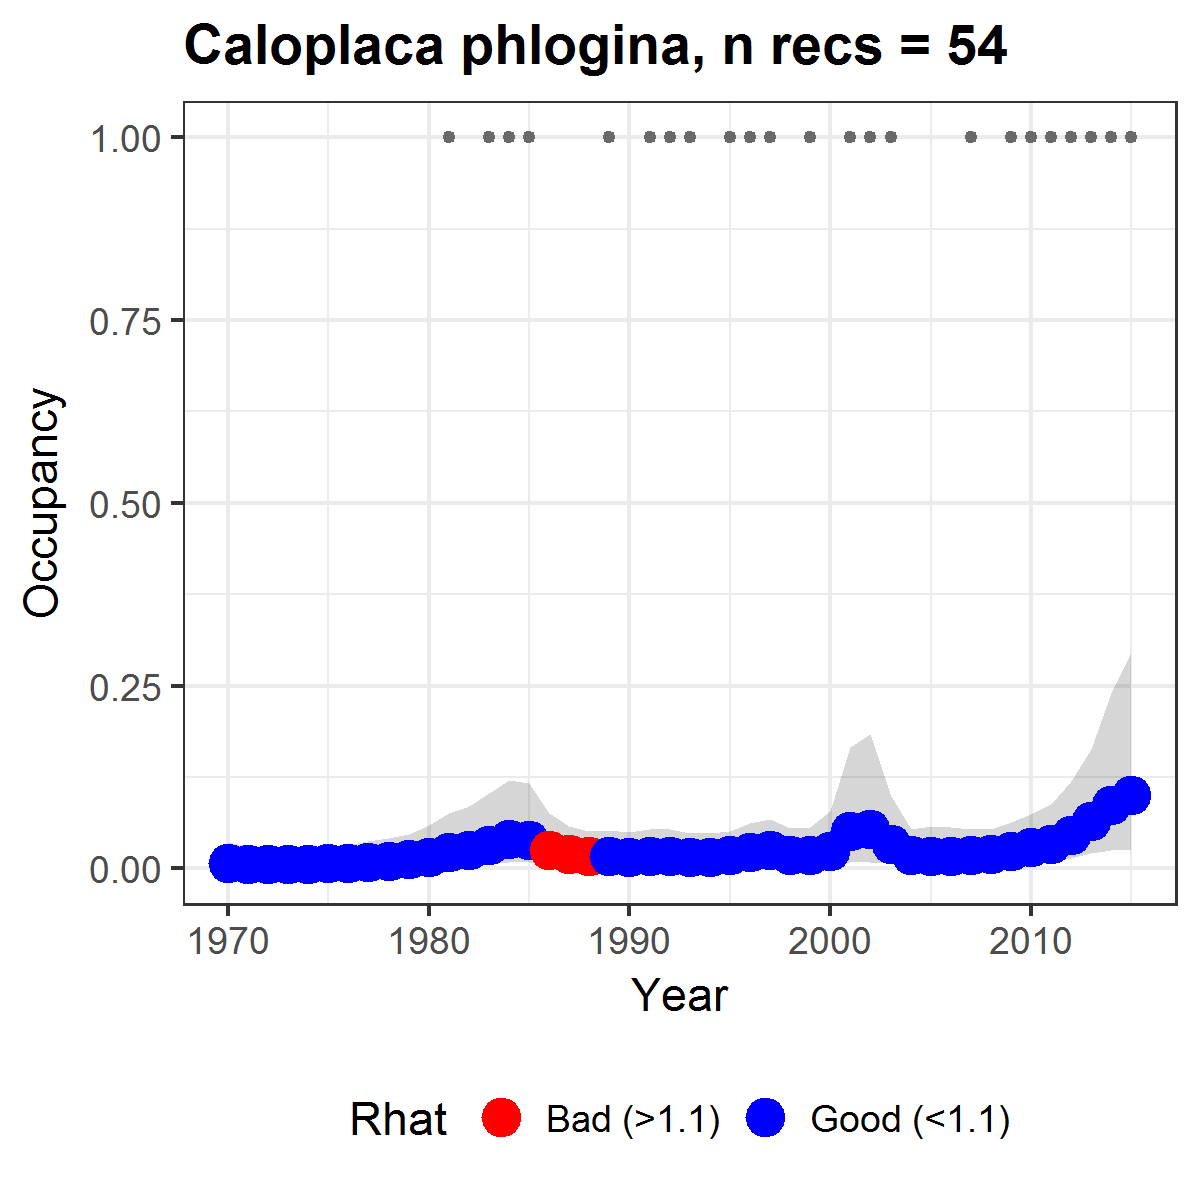 Caloplaca phlogina, n recs = 54
1.00
0.75
0.50
0.25
0.00
Occupancy
1970 1980 1990 2000 2010
Year
Rhat Bad (>1.1) Good (<1.1)